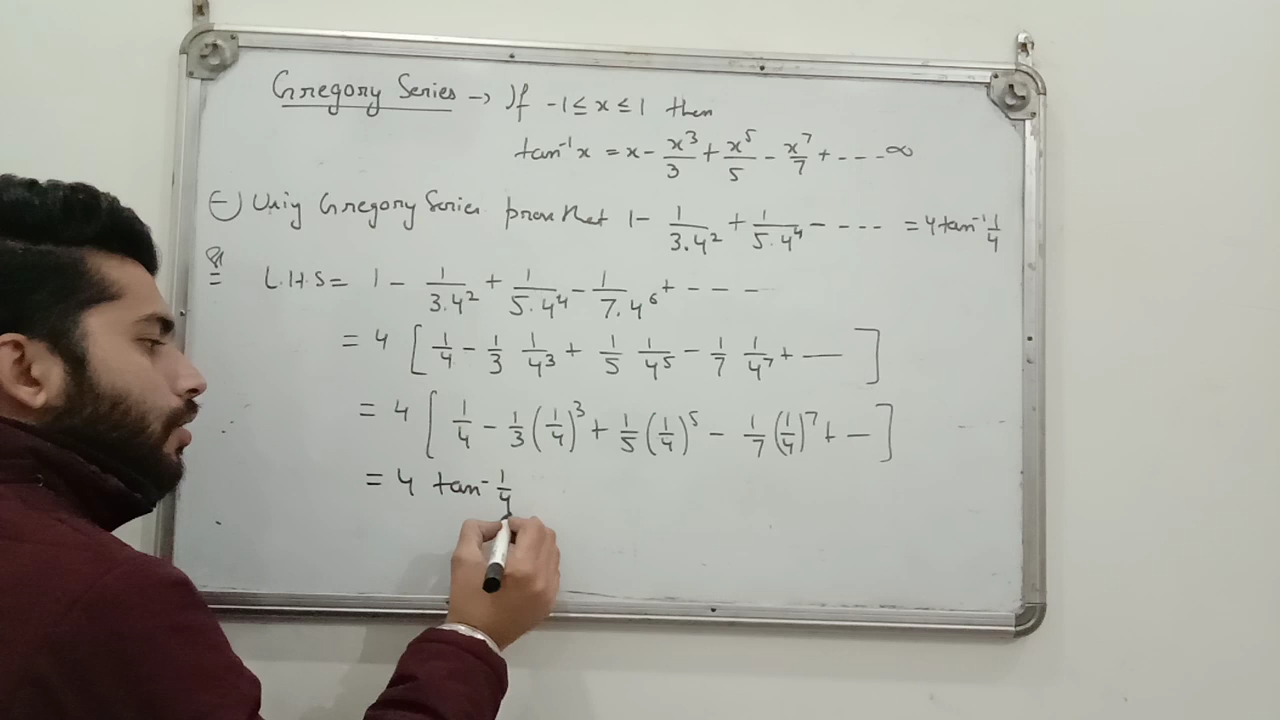 Gregory Series → If -1 ≤ x ≤ 1 then
tan⁻¹x = x - x³/3 + x⁵/5 - x⁷/7 + - - - ∞
Using Gregory Series prove that 1 - 1/3.4² + 1/5.4⁴ - - - - = 4 tan⁻¹ 1/4
L.H.S = 1 - 1/3.4² + 1/5.4⁴ - 1/7.4⁶ + - - -
= 4 [ 1/4 - 1/3 1/4³ + 1/5 1/4⁵ - 1/7 1/4⁷ + — ]
= 4 [ 1/4 - 1/3 (1/4)³ + 1/5 (1/4)⁵ - 1/7 (1/4)⁷ + — ]
= 4 tan⁻ 1/4